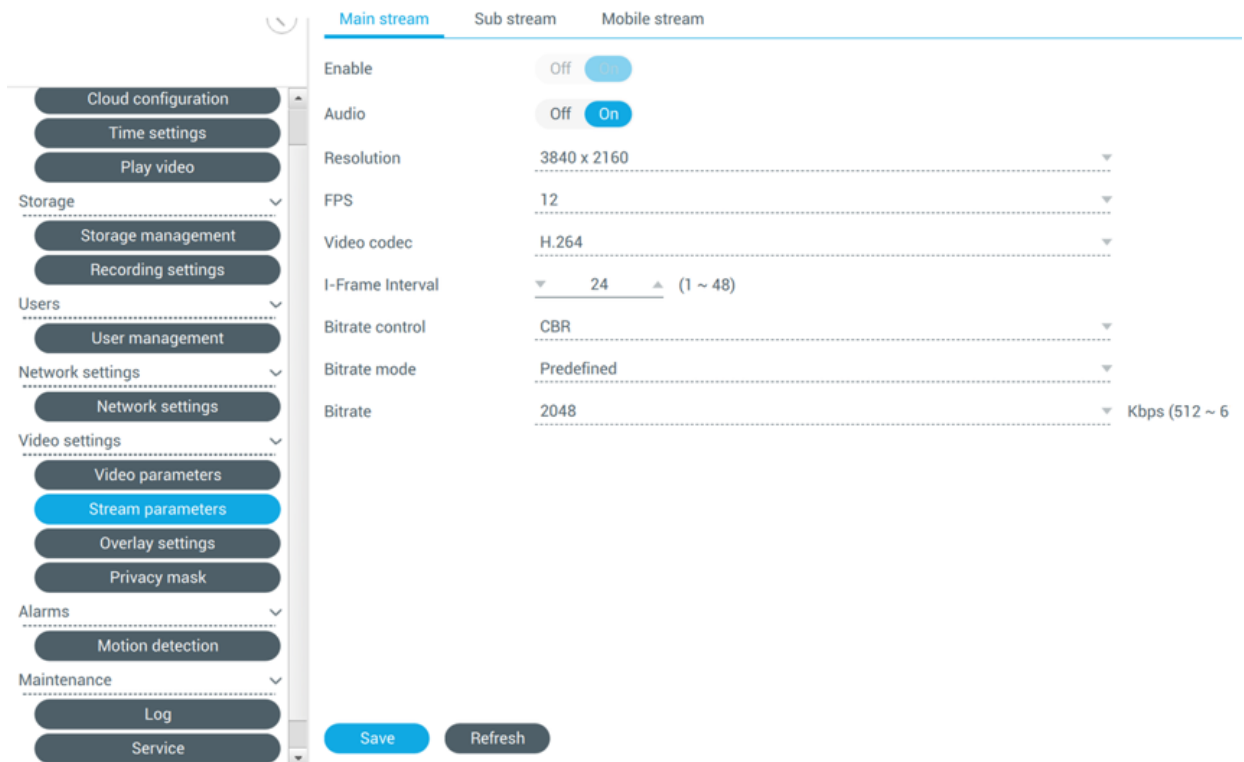 Main stream Sub stream Mobile stream
Cloud configuration
Time settings
Play video
Storage
Storage management
Recording settings
Users
User management
Network settings
Network settings
Video settings
Video parameters
Stream parameters
Overlay settings
Privacy mask
Alarms
Motion detection
Maintenance
Log
Service
Enable Off On
Audio Off On
Resolution 3840 x 2160
FPS 12
Video codec H.264
I-Frame Interval 24 (1 ~ 48)
Bitrate control CBR
Bitrate mode Predefined
Bitrate 2048 Kbps (512 ~ 6
Save Refresh